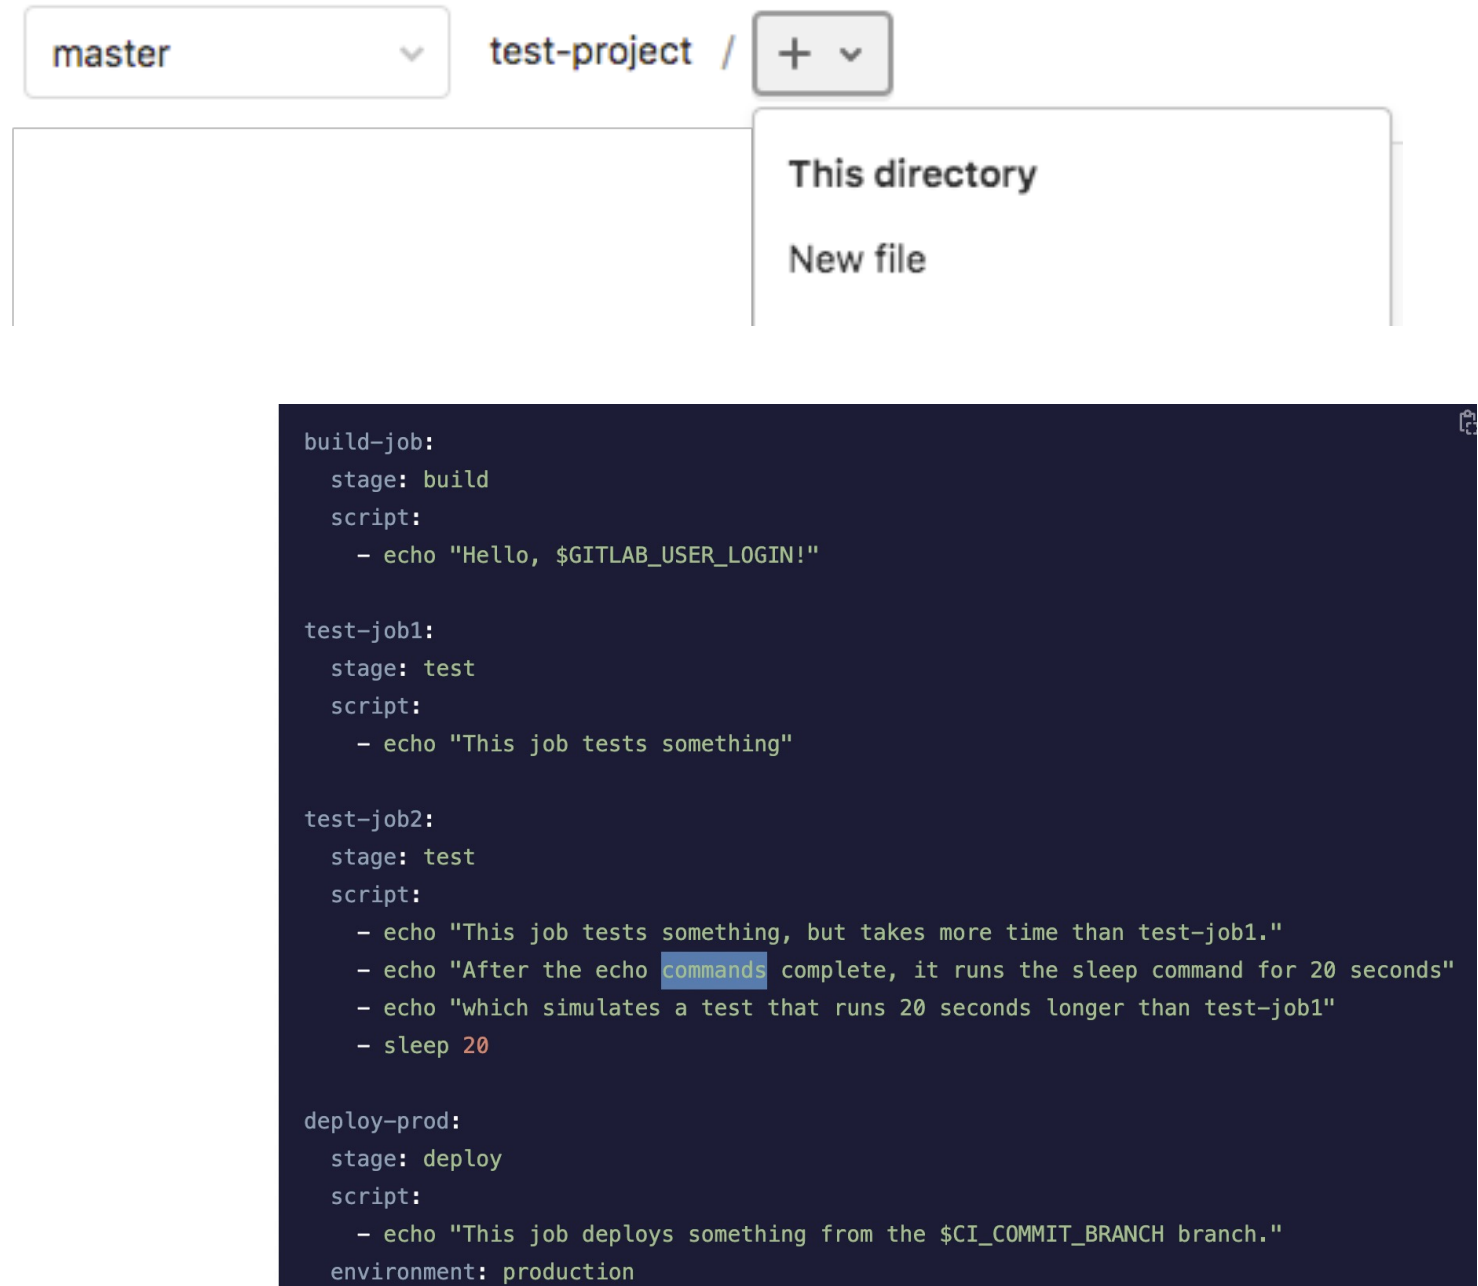 master test-project / +
This directory
New file
build-job:
  stage: build
  script:
    - echo "Hello, $GITLAB_USER_LOGIN!"
test-job1:
  stage: test
  script:
    - echo "This job tests something"
test-job2:
  stage: test
  script:
    - echo "This job tests something, but takes more time than test-job1."
    - echo "After the echo commands complete, it runs the sleep command for 20 seconds"
    - echo "which simulates a test that runs 20 seconds longer than test-job1"
    - sleep 20
deploy-prod:
  stage: deploy
  script:
    - echo "This job deploys something from the $CI_COMMIT_BRANCH branch."
  environment: production